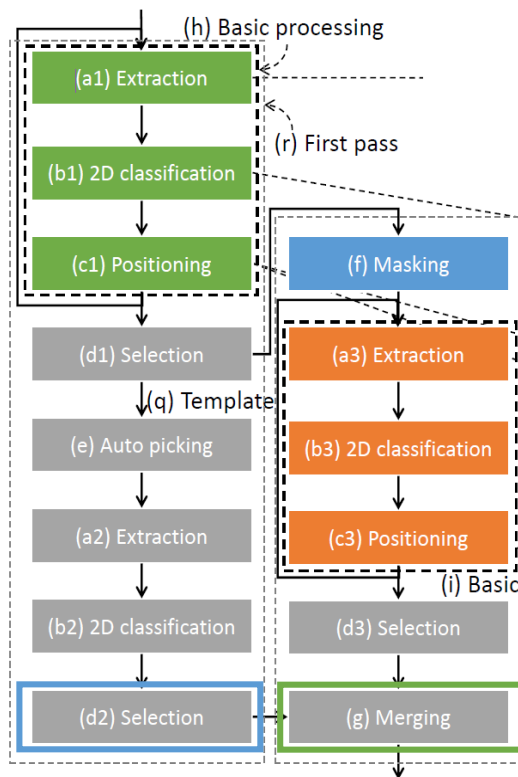 (h) Basic processing
(a1) Extraction
(r) First pass
(b1) 2D classification
(c1) Positioning
(f) Masking
(d1) Selection
(a3) Extraction
(q) Template
(e) Auto picking
(b3) 2D classification
(a2) Extraction
(c3) Positioning
(i) Basic
(b2) 2D classification
(d3) Selection
(d2) Selection
(g) Merging